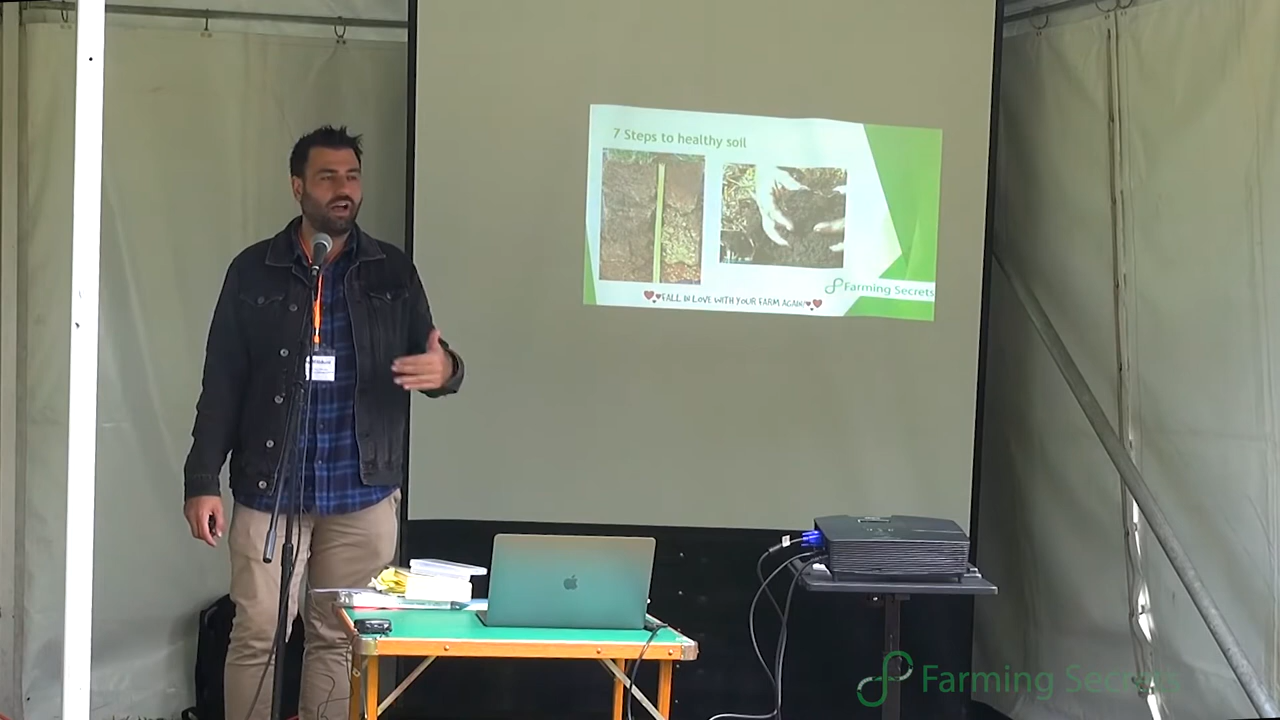 7 Steps to healthy soil
Farming Secrets
FALL IN LOVE WITH YOUR FARM AGAIN!
Farming Secrets